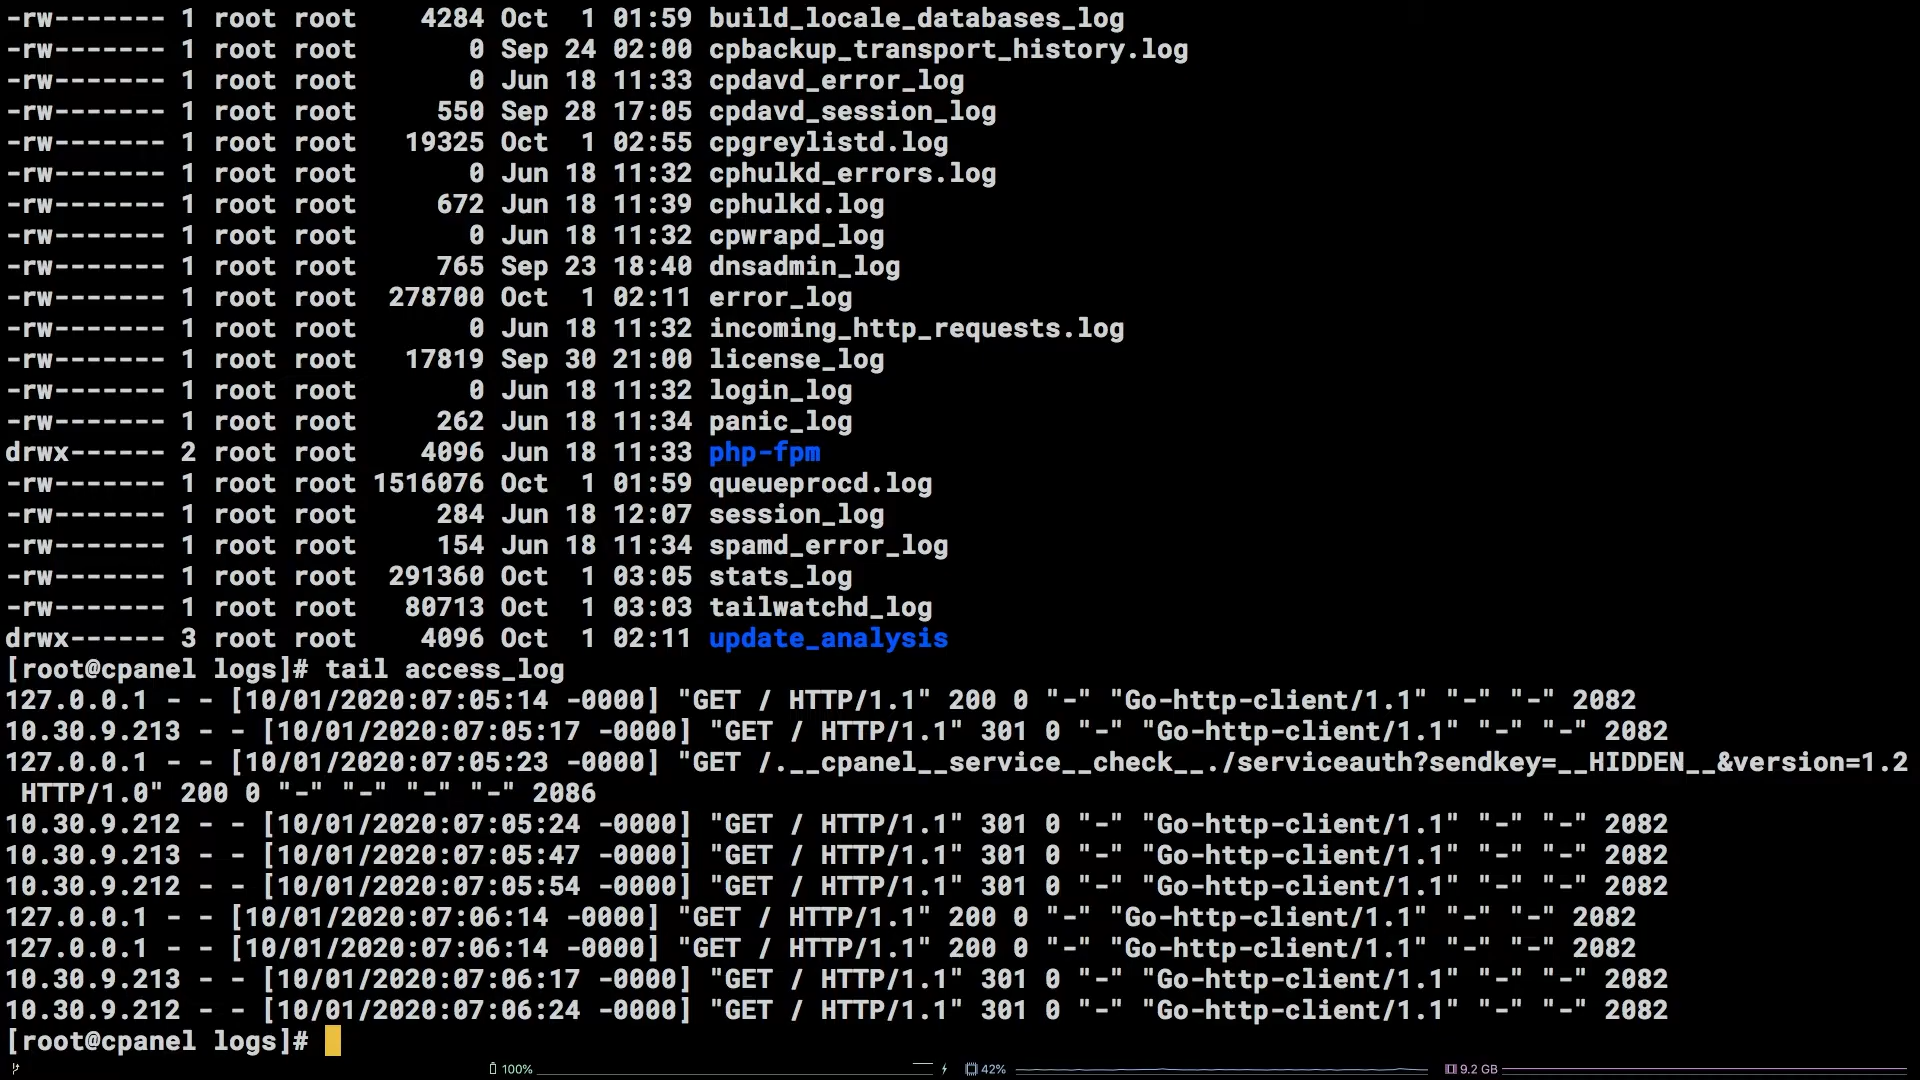 -rw------- 1 root root    4284 Oct  1 01:59 build_locale_databases_log
-rw------- 1 root root       0 Sep 24 02:00 cpbackup_transport_history.log
-rw------- 1 root root       0 Jun 18 11:33 cpdavd_error_log
-rw------- 1 root root     550 Sep 28 17:05 cpdavd_session_log
-rw------- 1 root root   19325 Oct  1 02:55 cpgreylistd.log
-rw------- 1 root root       0 Jun 18 11:32 cphulkd_errors.log
-rw------- 1 root root     672 Jun 18 11:39 cphulkd.log
-rw------- 1 root root       0 Jun 18 11:32 cpwrapd_log
-rw------- 1 root root     765 Sep 23 18:40 dnsadmin_log
-rw------- 1 root root  278700 Oct  1 02:11 error_log
-rw------- 1 root root       0 Jun 18 11:32 incoming_http_requests.log
-rw------- 1 root root   17819 Sep 30 21:00 license_log
-rw------- 1 root root       0 Jun 18 11:32 login_log
-rw------- 1 root root     262 Jun 18 11:34 panic_log
drwx------ 2 root root    4096 Jun 18 11:33 php-fpm
-rw------- 1 root root 1516076 Oct  1 01:59 queueprocd.log
-rw------- 1 root root     284 Jun 18 12:07 session_log
-rw------- 1 root root     154 Jun 18 11:34 spamd_error_log
-rw------- 1 root root  291360 Oct  1 03:05 stats_log
-rw------- 1 root root   80713 Oct  1 03:03 tailwatchd_log
drwx------ 3 root root    4096 Oct  1 02:11 update_analysis
[root@cpanel logs]# tail access_log
127.0.0.1 - - [10/01/2020:07:05:14 -0000] "GET / HTTP/1.1" 200 0 "-" "Go-http-client/1.1" "-" "-" 2082
10.30.9.213 - - [10/01/2020:07:05:17 -0000] "GET / HTTP/1.1" 301 0 "-" "Go-http-client/1.1" "-" "-" 2082
127.0.0.1 - - [10/01/2020:07:05:23 -0000] "GET /.__cpanel__service__check__./serviceauth?sendkey=__HIDDEN__&version=1.2
 HTTP/1.0" 200 0 "-" "-" "-" "-" 2086
10.30.9.212 - - [10/01/2020:07:05:24 -0000] "GET / HTTP/1.1" 301 0 "-" "Go-http-client/1.1" "-" "-" 2082
10.30.9.213 - - [10/01/2020:07:05:47 -0000] "GET / HTTP/1.1" 301 0 "-" "Go-http-client/1.1" "-" "-" 2082
10.30.9.212 - - [10/01/2020:07:05:54 -0000] "GET / HTTP/1.1" 301 0 "-" "Go-http-client/1.1" "-" "-" 2082
127.0.0.1 - - [10/01/2020:07:06:14 -0000] "GET / HTTP/1.1" 200 0 "-" "Go-http-client/1.1" "-" "-" 2082
127.0.0.1 - - [10/01/2020:07:06:14 -0000] "GET / HTTP/1.1" 200 0 "-" "Go-http-client/1.1" "-" "-" 2082
10.30.9.213 - - [10/01/2020:07:06:17 -0000] "GET / HTTP/1.1" 301 0 "-" "Go-http-client/1.1" "-" "-" 2082
10.30.9.212 - - [10/01/2020:07:06:24 -0000] "GET / HTTP/1.1" 301 0 "-" "Go-http-client/1.1" "-" "-" 2082
[root@cpanel logs]#
100% 42% 9.2 GB